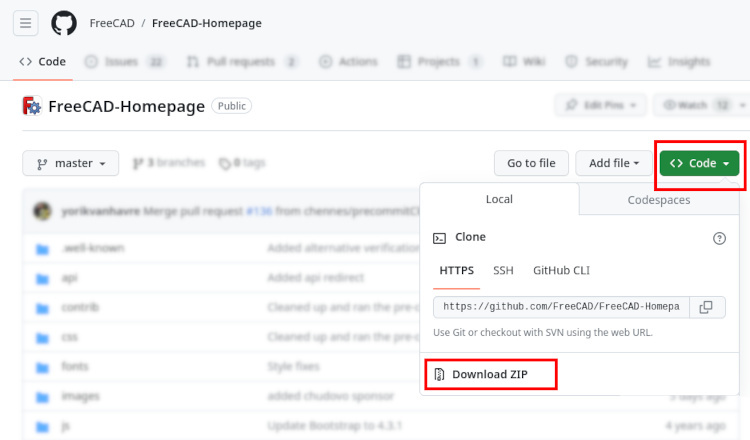 FreeCAD / FreeCAD-Homepage
Code Issues 22 Pull requests 2 Actions Projects 1 Wiki Security Insights
FreeCAD-Homepage Public Edit Pins Watch 12
master 3 branches 0 tags Go to file Add file Code
yorikvanhavre Merge pull request #136 from chennes/precommitCl
Local Codespaces
.well-known Added alternative verification
Clone
api Added api redirect
HTTPS SSH GitHub CLI
contrib Cleaned up and ran the pre-c
https://github.com/FreeCAD/FreeCAD-Homepa
css Cleaned up and ran the pre-c
Use Git or checkout with SVN using the web URL.
fonts Style fixes
Download ZIP
images added chudovo sponsor 5 days ago
js Update Bootstrap to 4.3.1 4 years ago